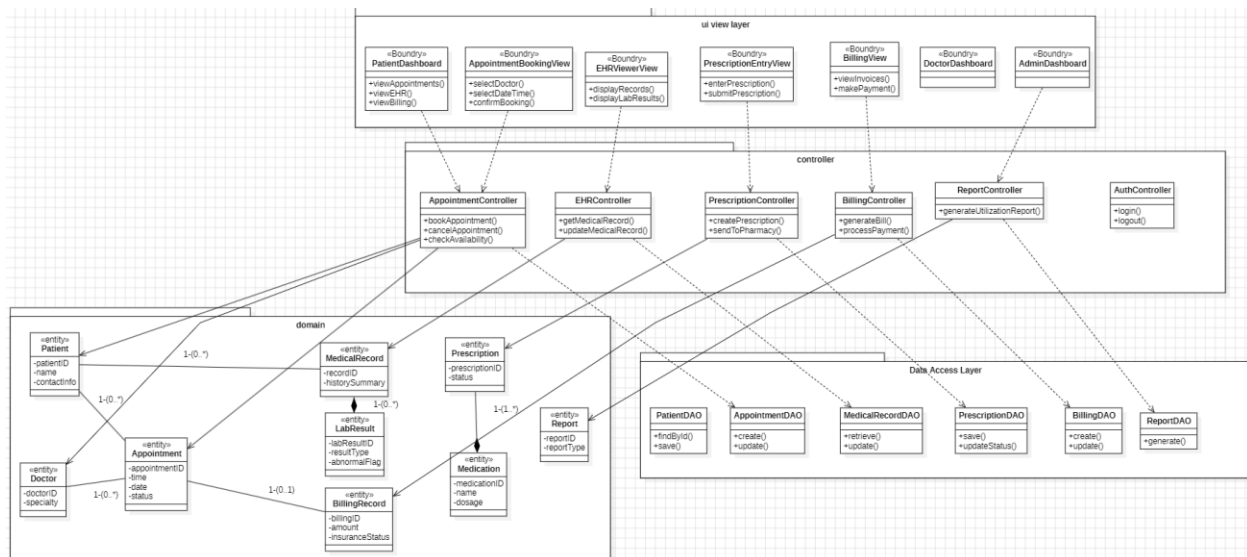 ui view layer
«Boundry»
PatientDashboard
+viewAppointments()
+viewEHR()
+viewBilling()
«Boundry»
AppointmentBookingView
+selectDoctor()
+selectDateTime()
+confirmBooking()
«Boundry»
EHRViewerView
+displayRecords()
+displayLabResults()
«Boundry»
PrescriptionEntryView
+enterPrescription()
+submitPrescription()
«Boundry»
BillingView
+viewInvoices()
+makePayment()
«Boundry»
DoctorDashboard
«Boundry»
AdminDashboard
controller
AppointmentController
+bookAppointment()
+cancelAppointment()
+checkAvailability()
EHRController
+getMedicalRecord()
+updateMedicalRecord()
PrescriptionController
+createPrescription()
+sendToPharmacy()
BillingController
+generateBill()
+processPayment()
ReportController
+generateUtilizationReport()
AuthController
+login()
+logout()
domain
«entity»
Patient
-patientID
-name
-contactInfo
1-(0..*)
1-(0..*)
«entity»
MedicalRecord
-recordID
-historySummary
1-(0..*)
«entity»
LabResult
-labResultID
-resultType
-abnormalFlag
«entity»
Prescription
-prescriptionID
-status
1-(1..*)
«entity»
Medication
-medicationID
-name
-dosage
«entity»
Report
-reportID
-reportType
«entity»
Doctor
-doctorID
-specialty
1-(0..*)
«entity»
Appointment
-appointmentID
-time
-date
-status
1-(0..1)
«entity»
BillingRecord
-billingID
-amount
-insuranceStatus
Data Access Layer
PatientDAO
+findById()
+save()
AppointmentDAO
+create()
+update()
MedicalRecordDAO
+retrieve()
+update()
PrescriptionDAO
+save()
+updateStatus()
BillingDAO
+create()
+update()
ReportDAO
+generate()